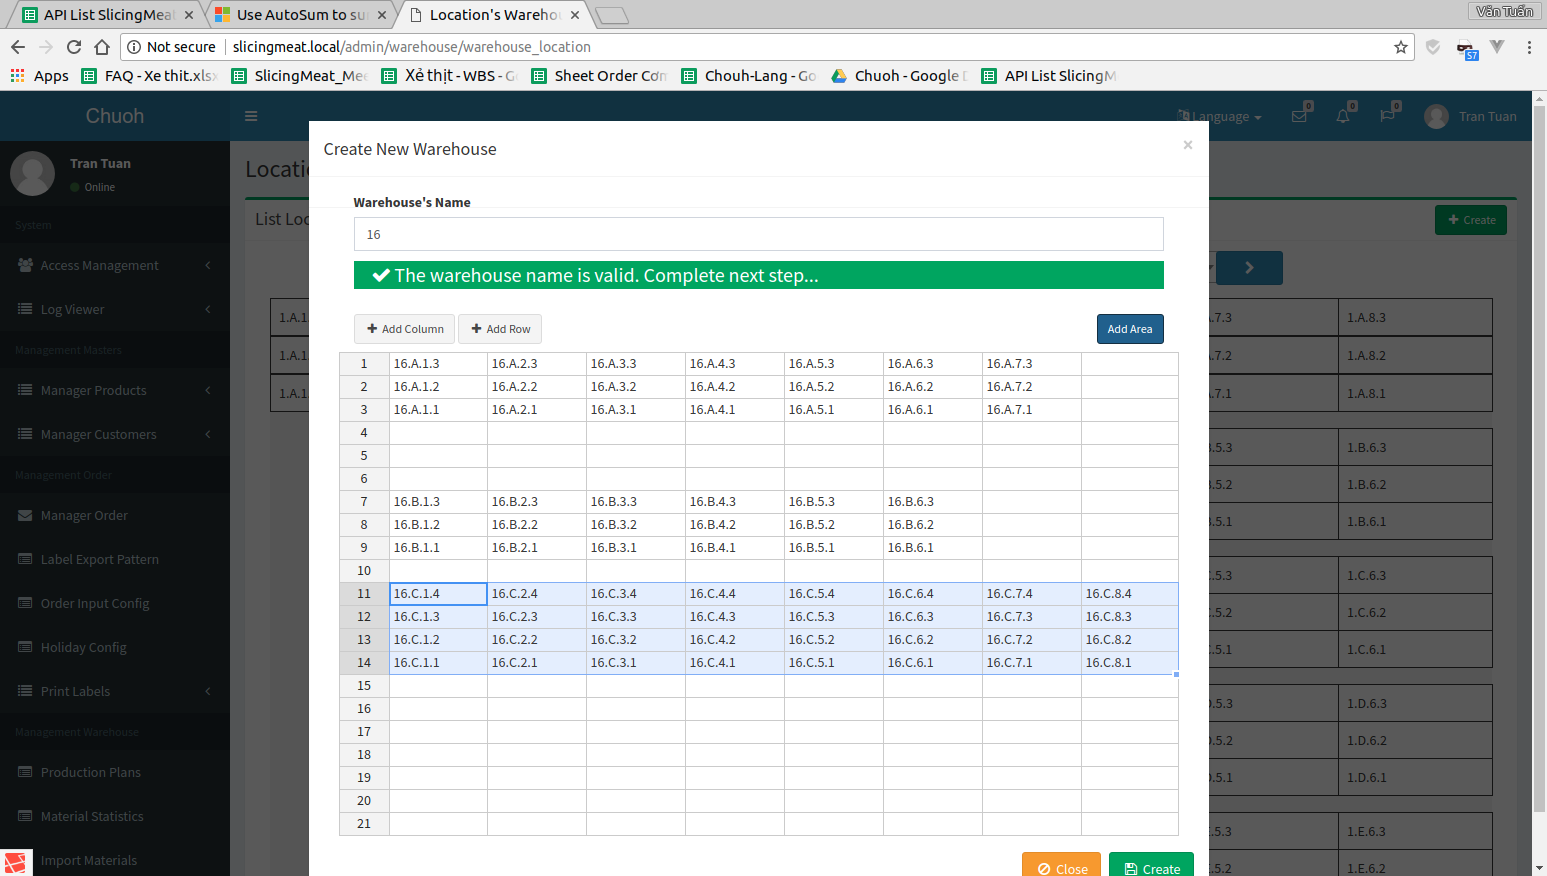 API List SlicingMeat
Use AutoSum to su
Location's Wareho
Văn Tuấn
Not secure | slicingmeat.local/admin/warehouse/warehouse_location
57
Apps
FAQ - Xe thit.xls
SlicingMeat_Mee
Xẻ thịt - WBS - G
Sheet Order Cơm
Chouh-Lang - Go
Chuoh - Google D
API List SlicingM
Chuoh
Language
0
0
0
Tran Tuan
Tran Tuan
Online
System
Access Management
Log Viewer
Management Masters
Manager Products
Manager Customers
Management Order
Manager Order
Label Export Pattern
Order Input Config
Holiday Config
Print Labels
Management Warehouse
Production Plans
Material Statistics
Import Materials
Locati
List Loc
Create
1.A.1
1.A.1
1.A.1
Create New Warehouse
×
Warehouse's Name
16
The warehouse name is valid. Complete next step...
Add Column
Add Row
Add Area
1 16.A.1.3 16.A.2.3 16.A.3.3 16.A.4.3 16.A.5.3 16.A.6.3 16.A.7.3
2 16.A.1.2 16.A.2.2 16.A.3.2 16.A.4.2 16.A.5.2 16.A.6.2 16.A.7.2
3 16.A.1.1 16.A.2.1 16.A.3.1 16.A.4.1 16.A.5.1 16.A.6.1 16.A.7.1
4
5
6
7 16.B.1.3 16.B.2.3 16.B.3.3 16.B.4.3 16.B.5.3 16.B.6.3
8 16.B.1.2 16.B.2.2 16.B.3.2 16.B.4.2 16.B.5.2 16.B.6.2
9 16.B.1.1 16.B.2.1 16.B.3.1 16.B.4.1 16.B.5.1 16.B.6.1
10
11 16.C.1.4 16.C.2.4 16.C.3.4 16.C.4.4 16.C.5.4 16.C.6.4 16.C.7.4 16.C.8.4
12 16.C.1.3 16.C.2.3 16.C.3.3 16.C.4.3 16.C.5.3 16.C.6.3 16.C.7.3 16.C.8.3
13 16.C.1.2 16.C.2.2 16.C.3.2 16.C.4.2 16.C.5.2 16.C.6.2 16.C.7.2 16.C.8.2
14 16.C.1.1 16.C.2.1 16.C.3.1 16.C.4.1 16.C.5.1 16.C.6.1 16.C.7.1 16.C.8.1
15
16
17
18
19
20
21
Close
Create
.7.3 1.A.8.3
.7.2 1.A.8.2
.7.1 1.A.8.1
.5.3 1.B.6.3
.5.2 1.B.6.2
.5.1 1.B.6.1
.5.3 1.C.6.3
.5.2 1.C.6.2
.5.1 1.C.6.1
.5.3 1.D.6.3
.5.2 1.D.6.2
.5.1 1.D.6.1
.5.3 1.E.6.3
.5.2 1.E.6.2